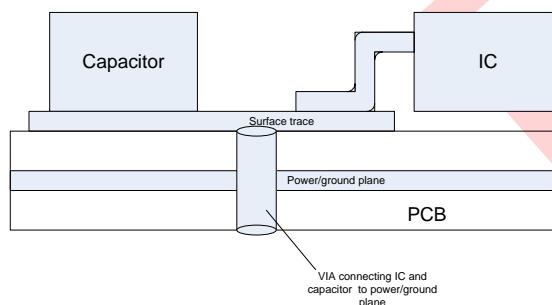 Capacitor
IC
Surface trace
Power/ground plane
PCB
VIA connecting IC and
capacitor to power/ground
plane